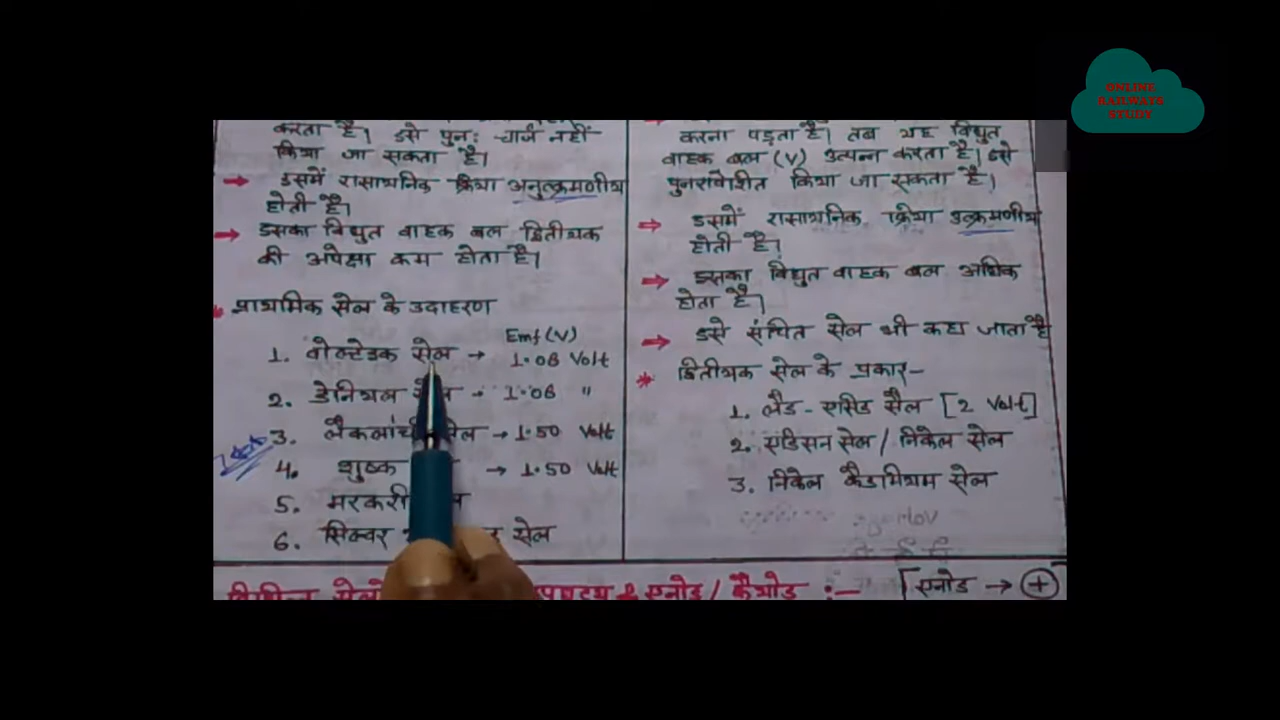 करता है। इसे पुनः चार्ज नहीं
किया जा सकता है।
→ इसमें रासायनिक क्रिया अनुत्क्रमणीय
होती है।
→ इसका विद्युत वाहक बल द्वितीयक
की अपेक्षा कम होता है।
* प्राथमिक सेल के उदाहरण
Emf (V)
1. वोल्टेइक सेल → 1.08 Volt
2. डेनियल सेल → 1.08 "
3. लैकलांची सेल → 1.50 Volt
4. शुष्क → 1.50 Volt
5. मरकरी
6. सिल्वर सेल
करना पड़ता है। तब यह विद्युत
वाहक बल (V) उत्पन्न करता है। इसे
पुनरावेशित किया जा सकता है।
⇒ इसमें रासायनिक क्रिया उत्क्रमणीय
होती है।
→ इसका विद्युत वाहक बल अधिक
होता है।
→ इसे संचित सेल भी कहा जाता है
* द्वितीयक सेल के प्रकार-
1. लैड - एसिड सैल [2 Volt]
2. एडिसन सेल / निकेल सेल
3. निकेल कैडमियम सेल
एनोड / कैथोड :-
[एनोड → +
ONLINE
RAILWAYS
STUDY